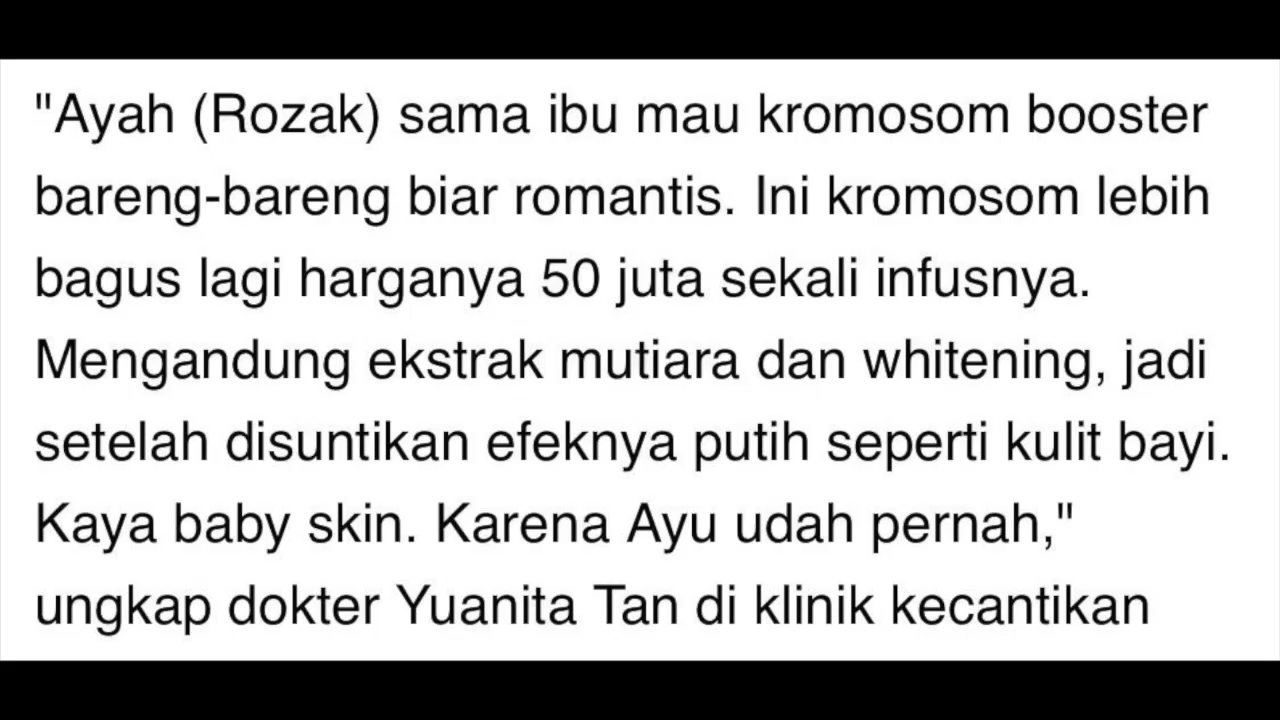 "Ayah (Rozak) sama ibu mau kromosom booster
bareng-bareng biar romantis. Ini kromosom lebih
bagus lagi harganya 50 juta sekali infusnya.
Mengandung ekstrak mutiara dan whitening, jadi
setelah disuntikan efeknya putih seperti kulit bayi.
Kaya baby skin. Karena Ayu udah pernah,"
ungkap dokter Yuanita Tan di klinik kecantikan